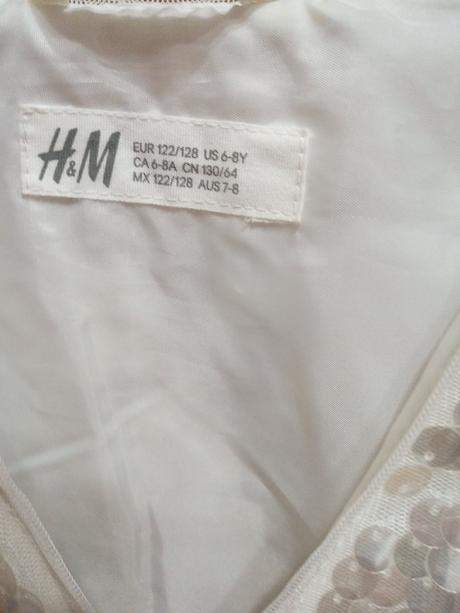 H&M
EUR 122/128 US 6-8Y
CA 6-8A CN 130/64
MX 122/128 AUS 7-8